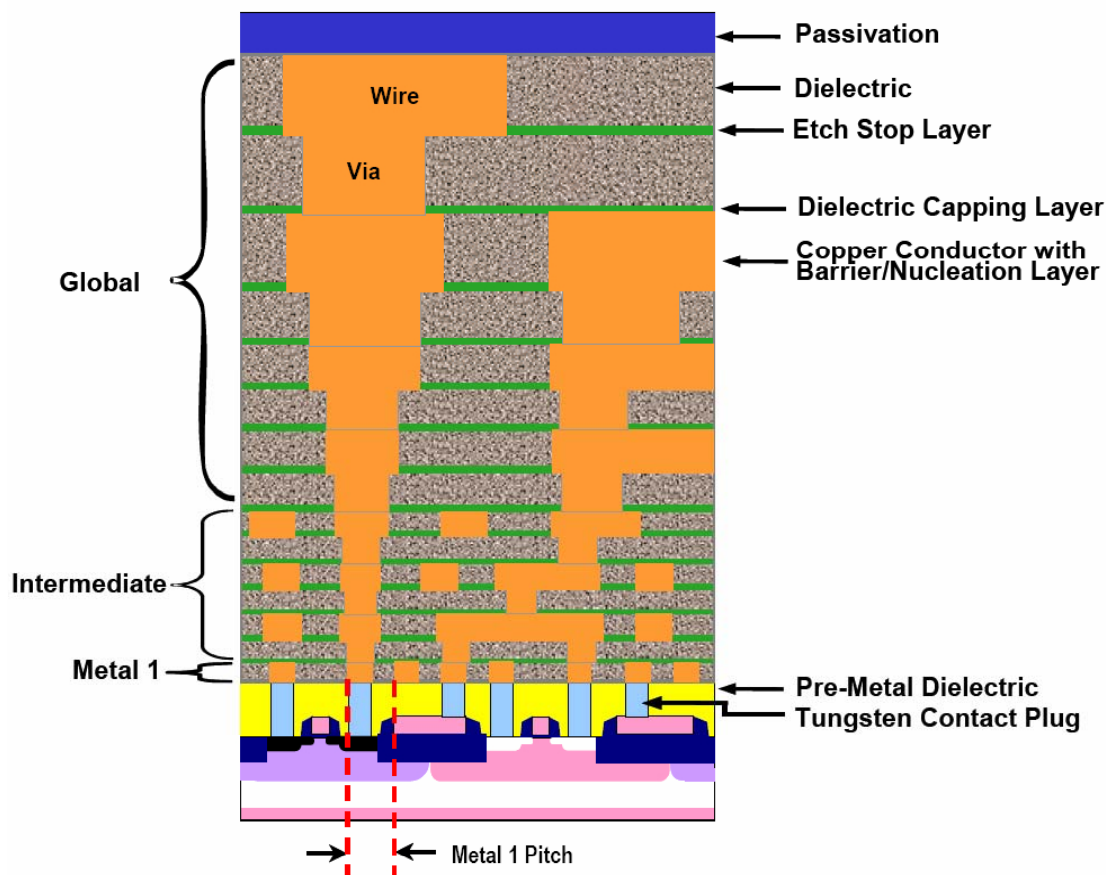 Passivation
Dielectric
Wire
Etch Stop Layer
Via
Dielectric Capping Layer
Copper Conductor with
Barrier/Nucleation Layer
Global
Intermediate
Metal 1
Pre-Metal Dielectric
Tungsten Contact Plug
Metal 1 Pitch